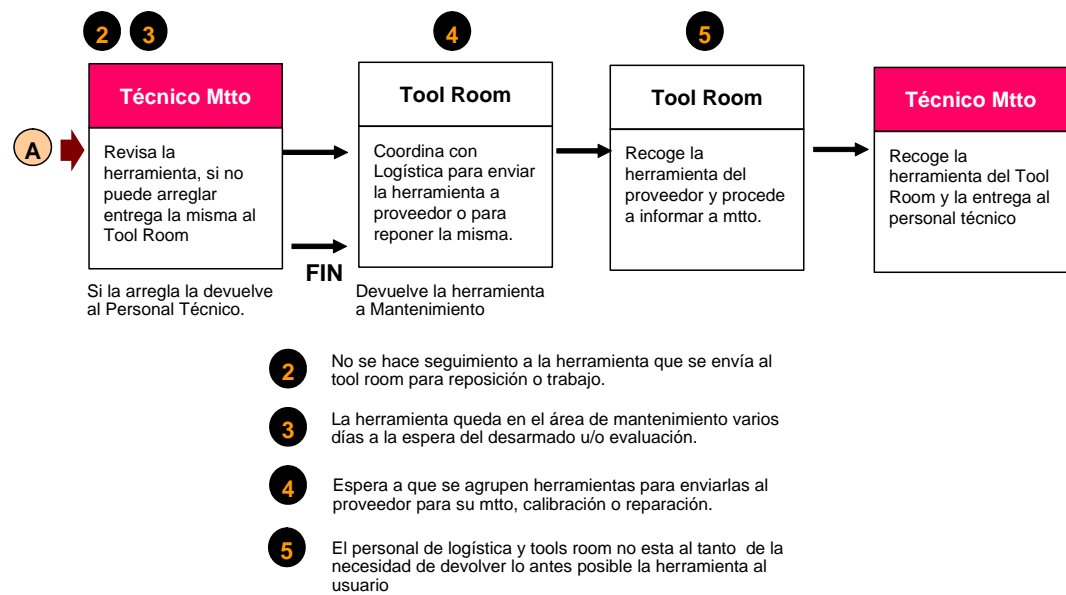 2 3 4 5
Técnico Mtto
Revisa la
herramienta, si no
puede arreglar
entrega la misma al
Tool Room
Tool Room
Coordina con
Logística para enviar
la herramienta a
proveedor o para
reponer la misma.
Tool Room
Recoge la
herramienta del
proveedor y procede
a informar a mtto.
Técnico Mtto
Recoge la
herramienta del Tool
Room y la entrega al
personal técnico
A
FIN
Si la arregla la devuelve
al Personal Técnico.
Devuelve la herramienta
a Mantenimiento
2
No se hace seguimiento a la herramienta que se envía al
tool room para reposición o trabajo.
3
La herramienta queda en el área de mantenimiento varios
días a la espera del desarmado u/o evaluación.
4
Espera a que se agrupen herramientas para enviarlas al
proveedor para su mtto, calibración o reparación.
5
El personal de logística y tools room no esta al tanto de la
necesidad de devolver lo antes posible la herramienta al
usuario